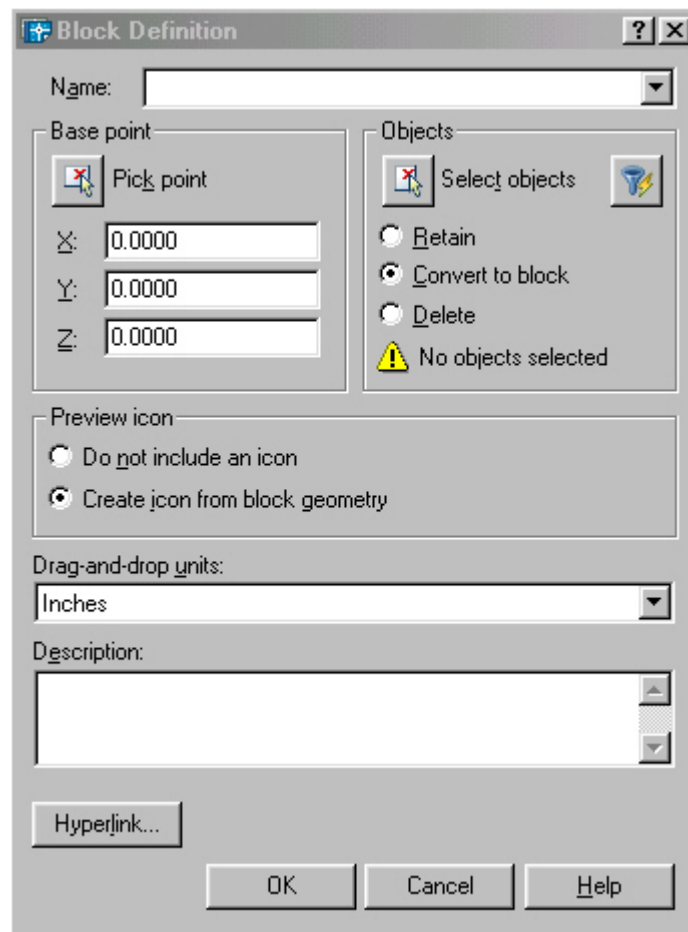 Block Definition
Name:
Base point
Pick point
X: 0.0000
Y: 0.0000
Z: 0.0000
Objects
Select objects
Retain
Convert to block
Delete
No objects selected
Preview icon
Do not include an icon
Create icon from block geometry
Drag-and-drop units:
Inches
Description:
Hyperlink...
OK Cancel Help